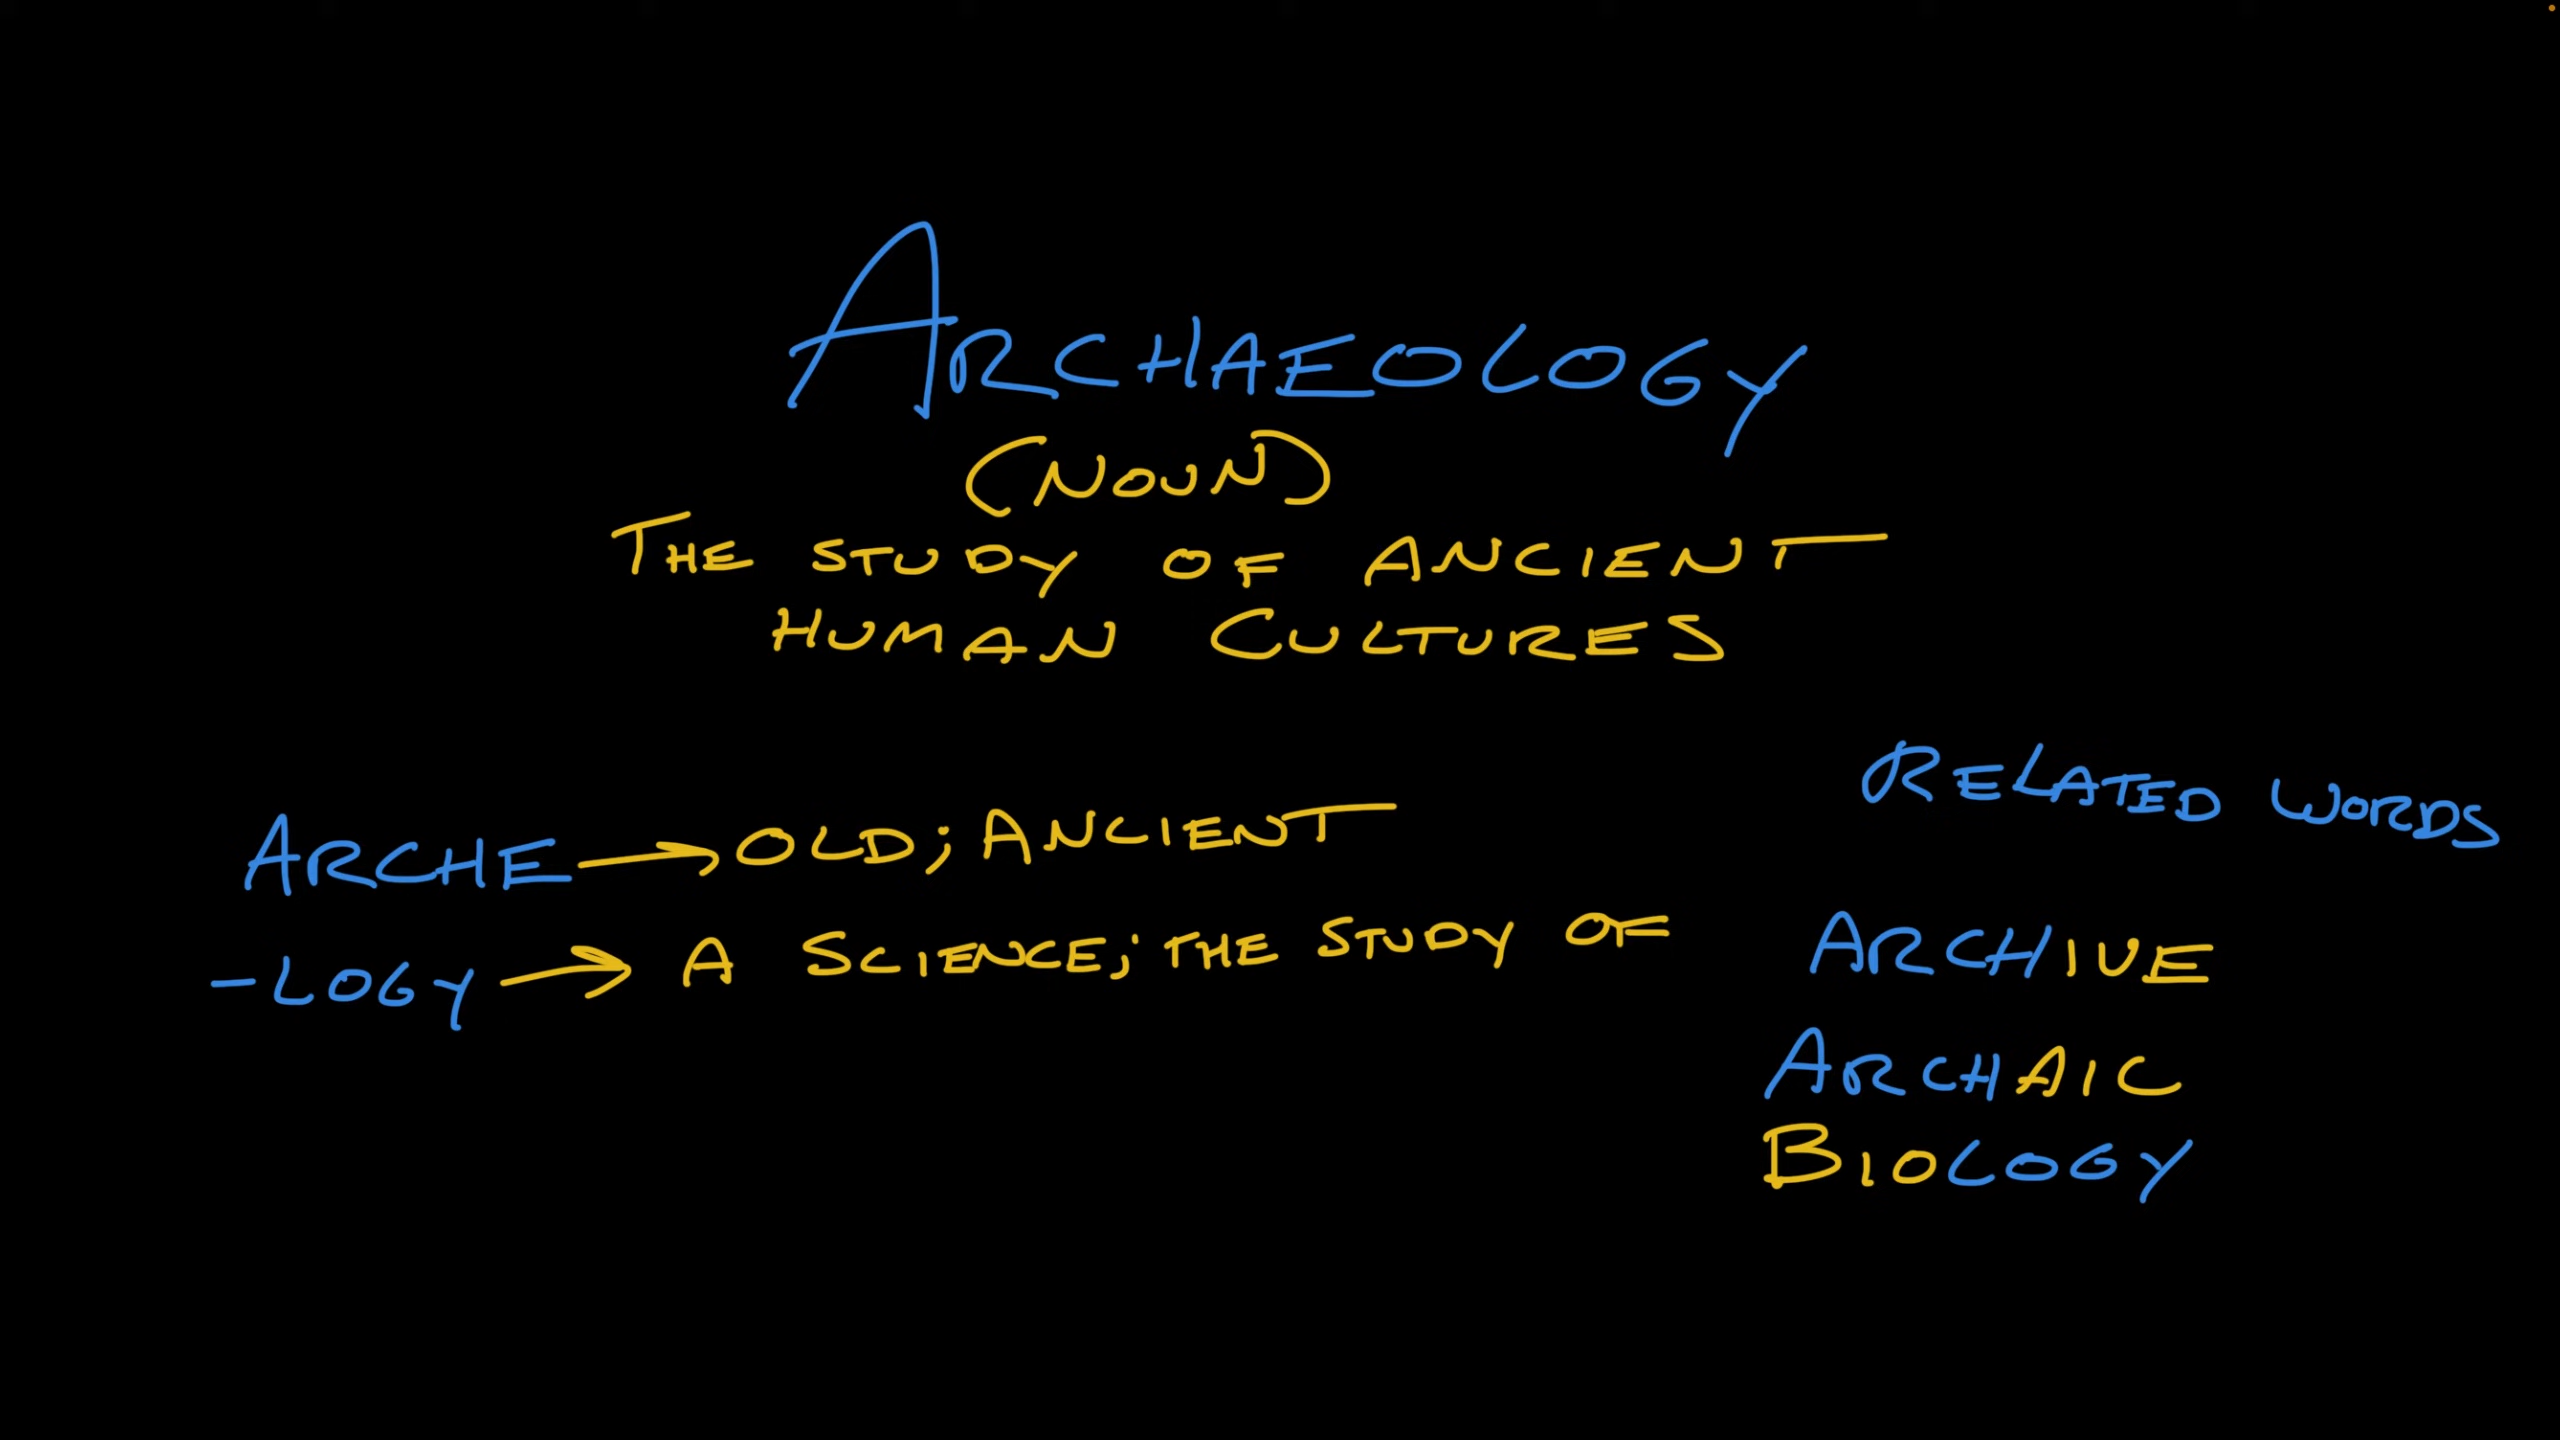 ARCHAEOLOGY
(NOUN)
THE STUDY OF ANCIENT
HUMAN CULTURES
ARCHE → OLD; ANCIENT
-LOGY → A SCIENCE; THE STUDY OF
RELATED WORDS
ARCHIVE
ARCHAIC
BIOLOGY